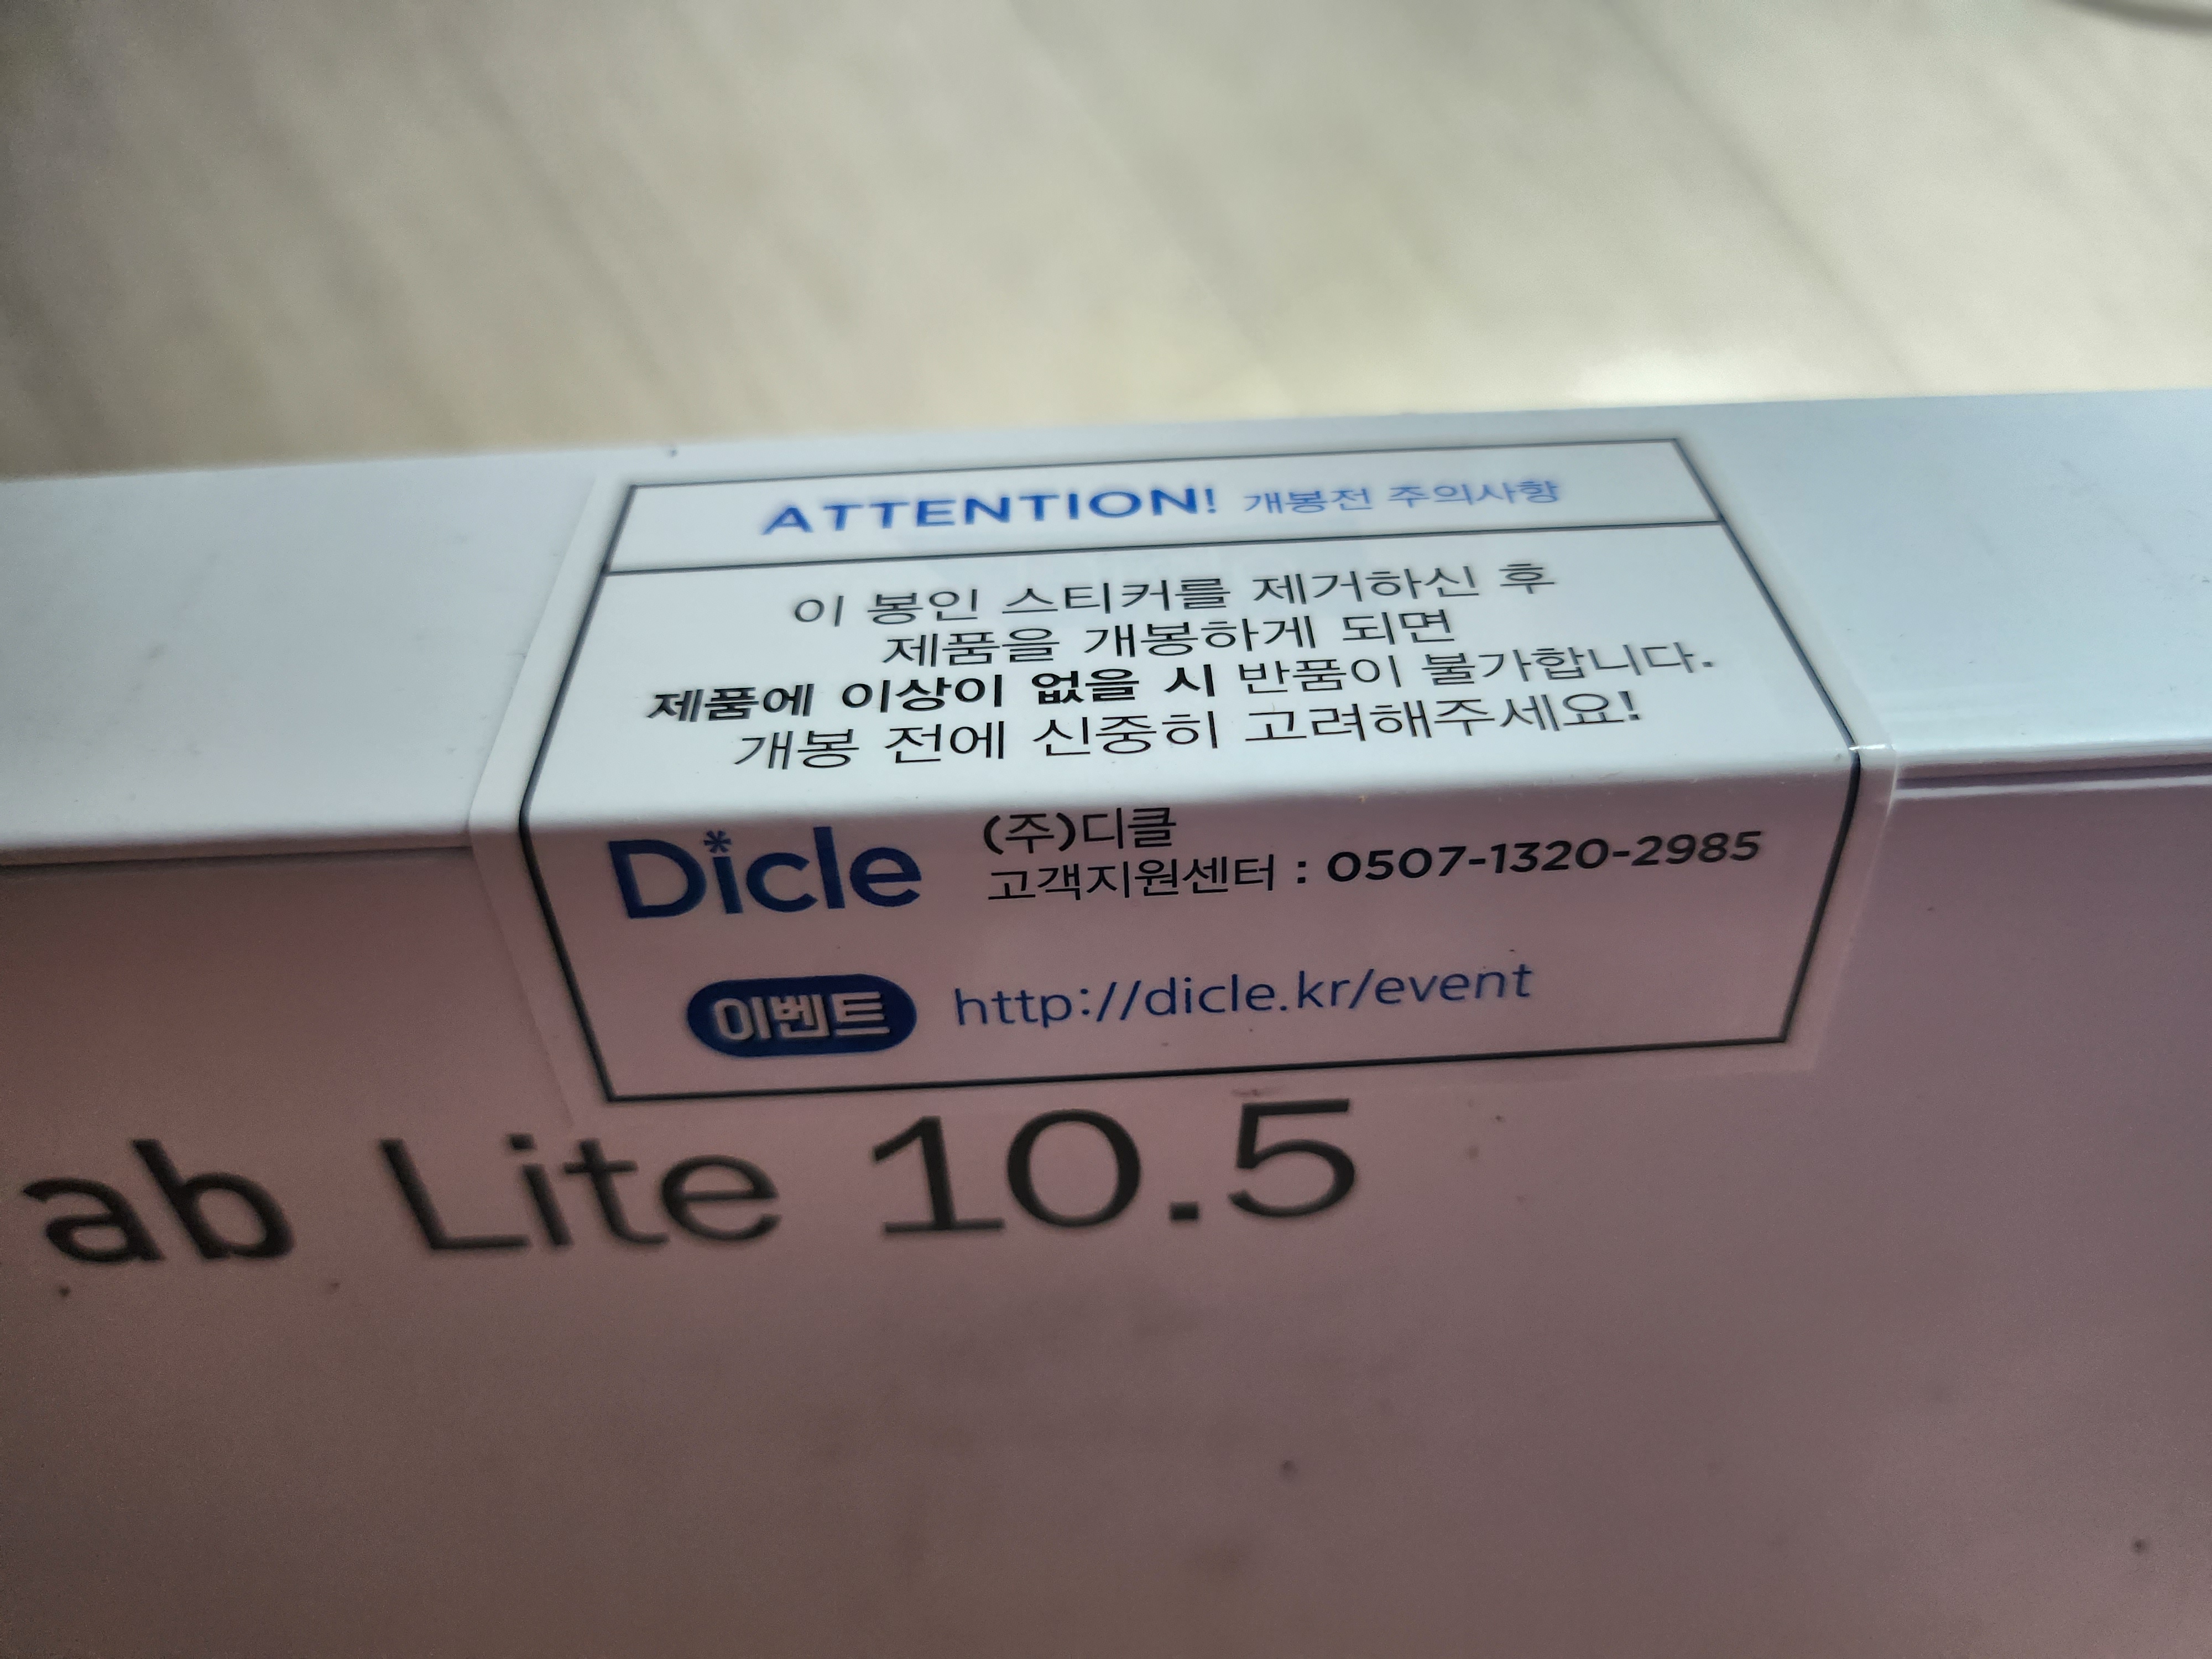 ATTENTION! 개봉전 주의사항
이 봉인 스티커를 제거하신 후
제품을 개봉하게 되면
제품에 이상이 없을 시 반품이 불가합니다.
개봉 전에 신중히 고려해주세요!
Dicle
(주)디클
고객지원센터 : 0507-1320-2985
이벤트 http://dicle.kr/event
ab Lite 10.5